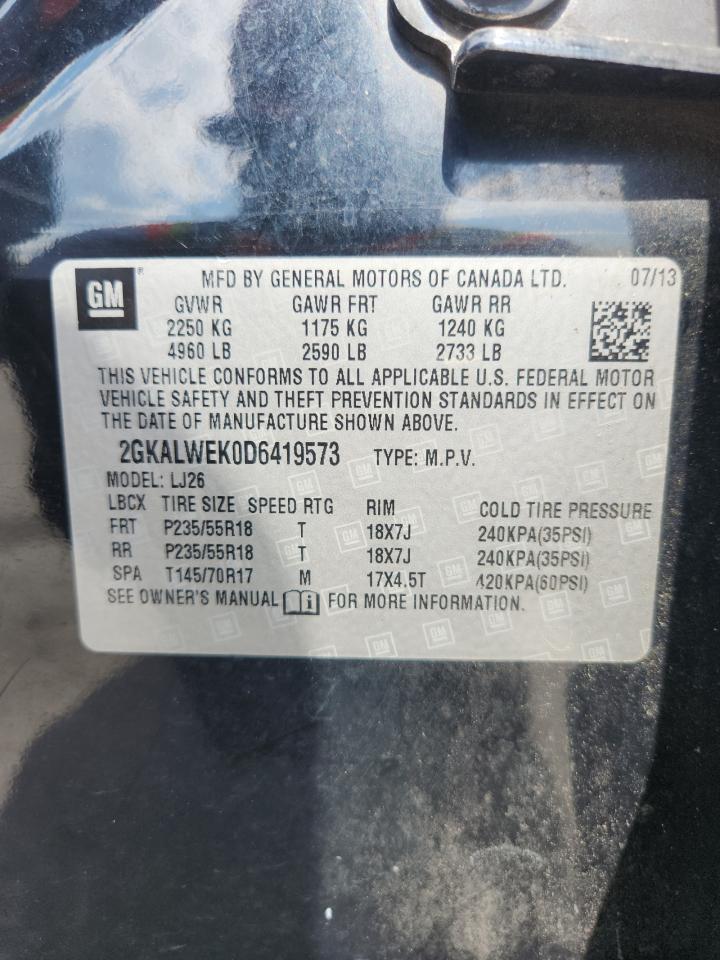 GM ® MFD BY GENERAL MOTORS OF CANADA LTD. 07/13
GVWR GAWR FRT GAWR RR
2250 KG 1175 KG 1240 KG
4960 LB 2590 LB 2733 LB
THIS VEHICLE CONFORMS TO ALL APPLICABLE U.S. FEDERAL MOTOR
VEHICLE SAFETY AND THEFT PREVENTION STANDARDS IN EFFECT ON
THE DATE OF MANUFACTURE SHOWN ABOVE.
2GKALWEK0D6419573 TYPE: M.P.V.
MODEL: LJ26
LBCX TIRE SIZE SPEED RTG RIM COLD TIRE PRESSURE
FRT P235/55R18 T 18X7J 240KPA(35PSI)
RR P235/55R18 T 18X7J 240KPA(35PSI)
SPA T145/70R17 M 17X4.5T 420KPA(60PSI)
SEE OWNER'S MANUAL i FOR MORE INFORMATION.